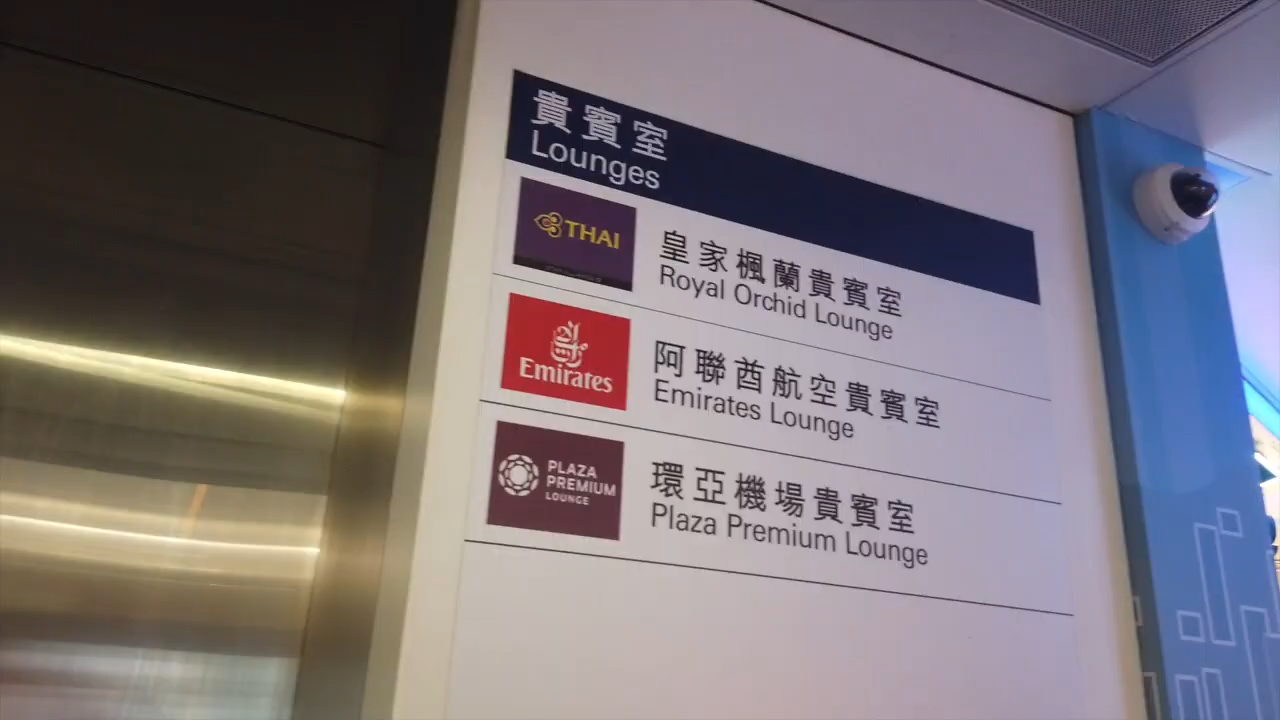 貴賓室
Lounges
THAI
皇家楓蘭貴賓室
Royal Orchid Lounge
Emirates
阿聯酋航空貴賓室
Emirates Lounge
PLAZA
PREMIUM
LOUNGE
環亞機場貴賓室
Plaza Premium Lounge